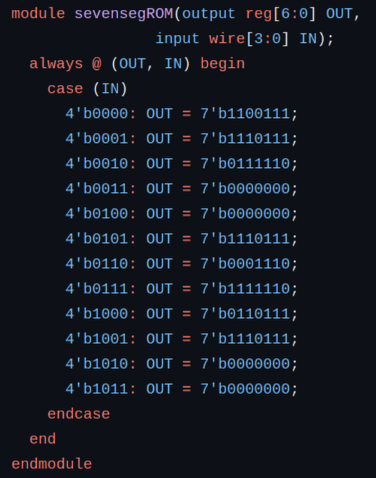 module sevensegROM(output reg[6:0] OUT,
                input wire[3:0] IN);
  always @ (OUT, IN) begin
    case (IN)
      4'b0000: OUT = 7'b1100111;
      4'b0001: OUT = 7'b1110111;
      4'b0010: OUT = 7'b0111110;
      4'b0011: OUT = 7'b0000000;
      4'b0100: OUT = 7'b0000000;
      4'b0101: OUT = 7'b1110111;
      4'b0110: OUT = 7'b0001110;
      4'b0111: OUT = 7'b1111110;
      4'b1000: OUT = 7'b0110111;
      4'b1001: OUT = 7'b1110111;
      4'b1010: OUT = 7'b0000000;
      4'b1011: OUT = 7'b0000000;
    endcase
  end
endmodule